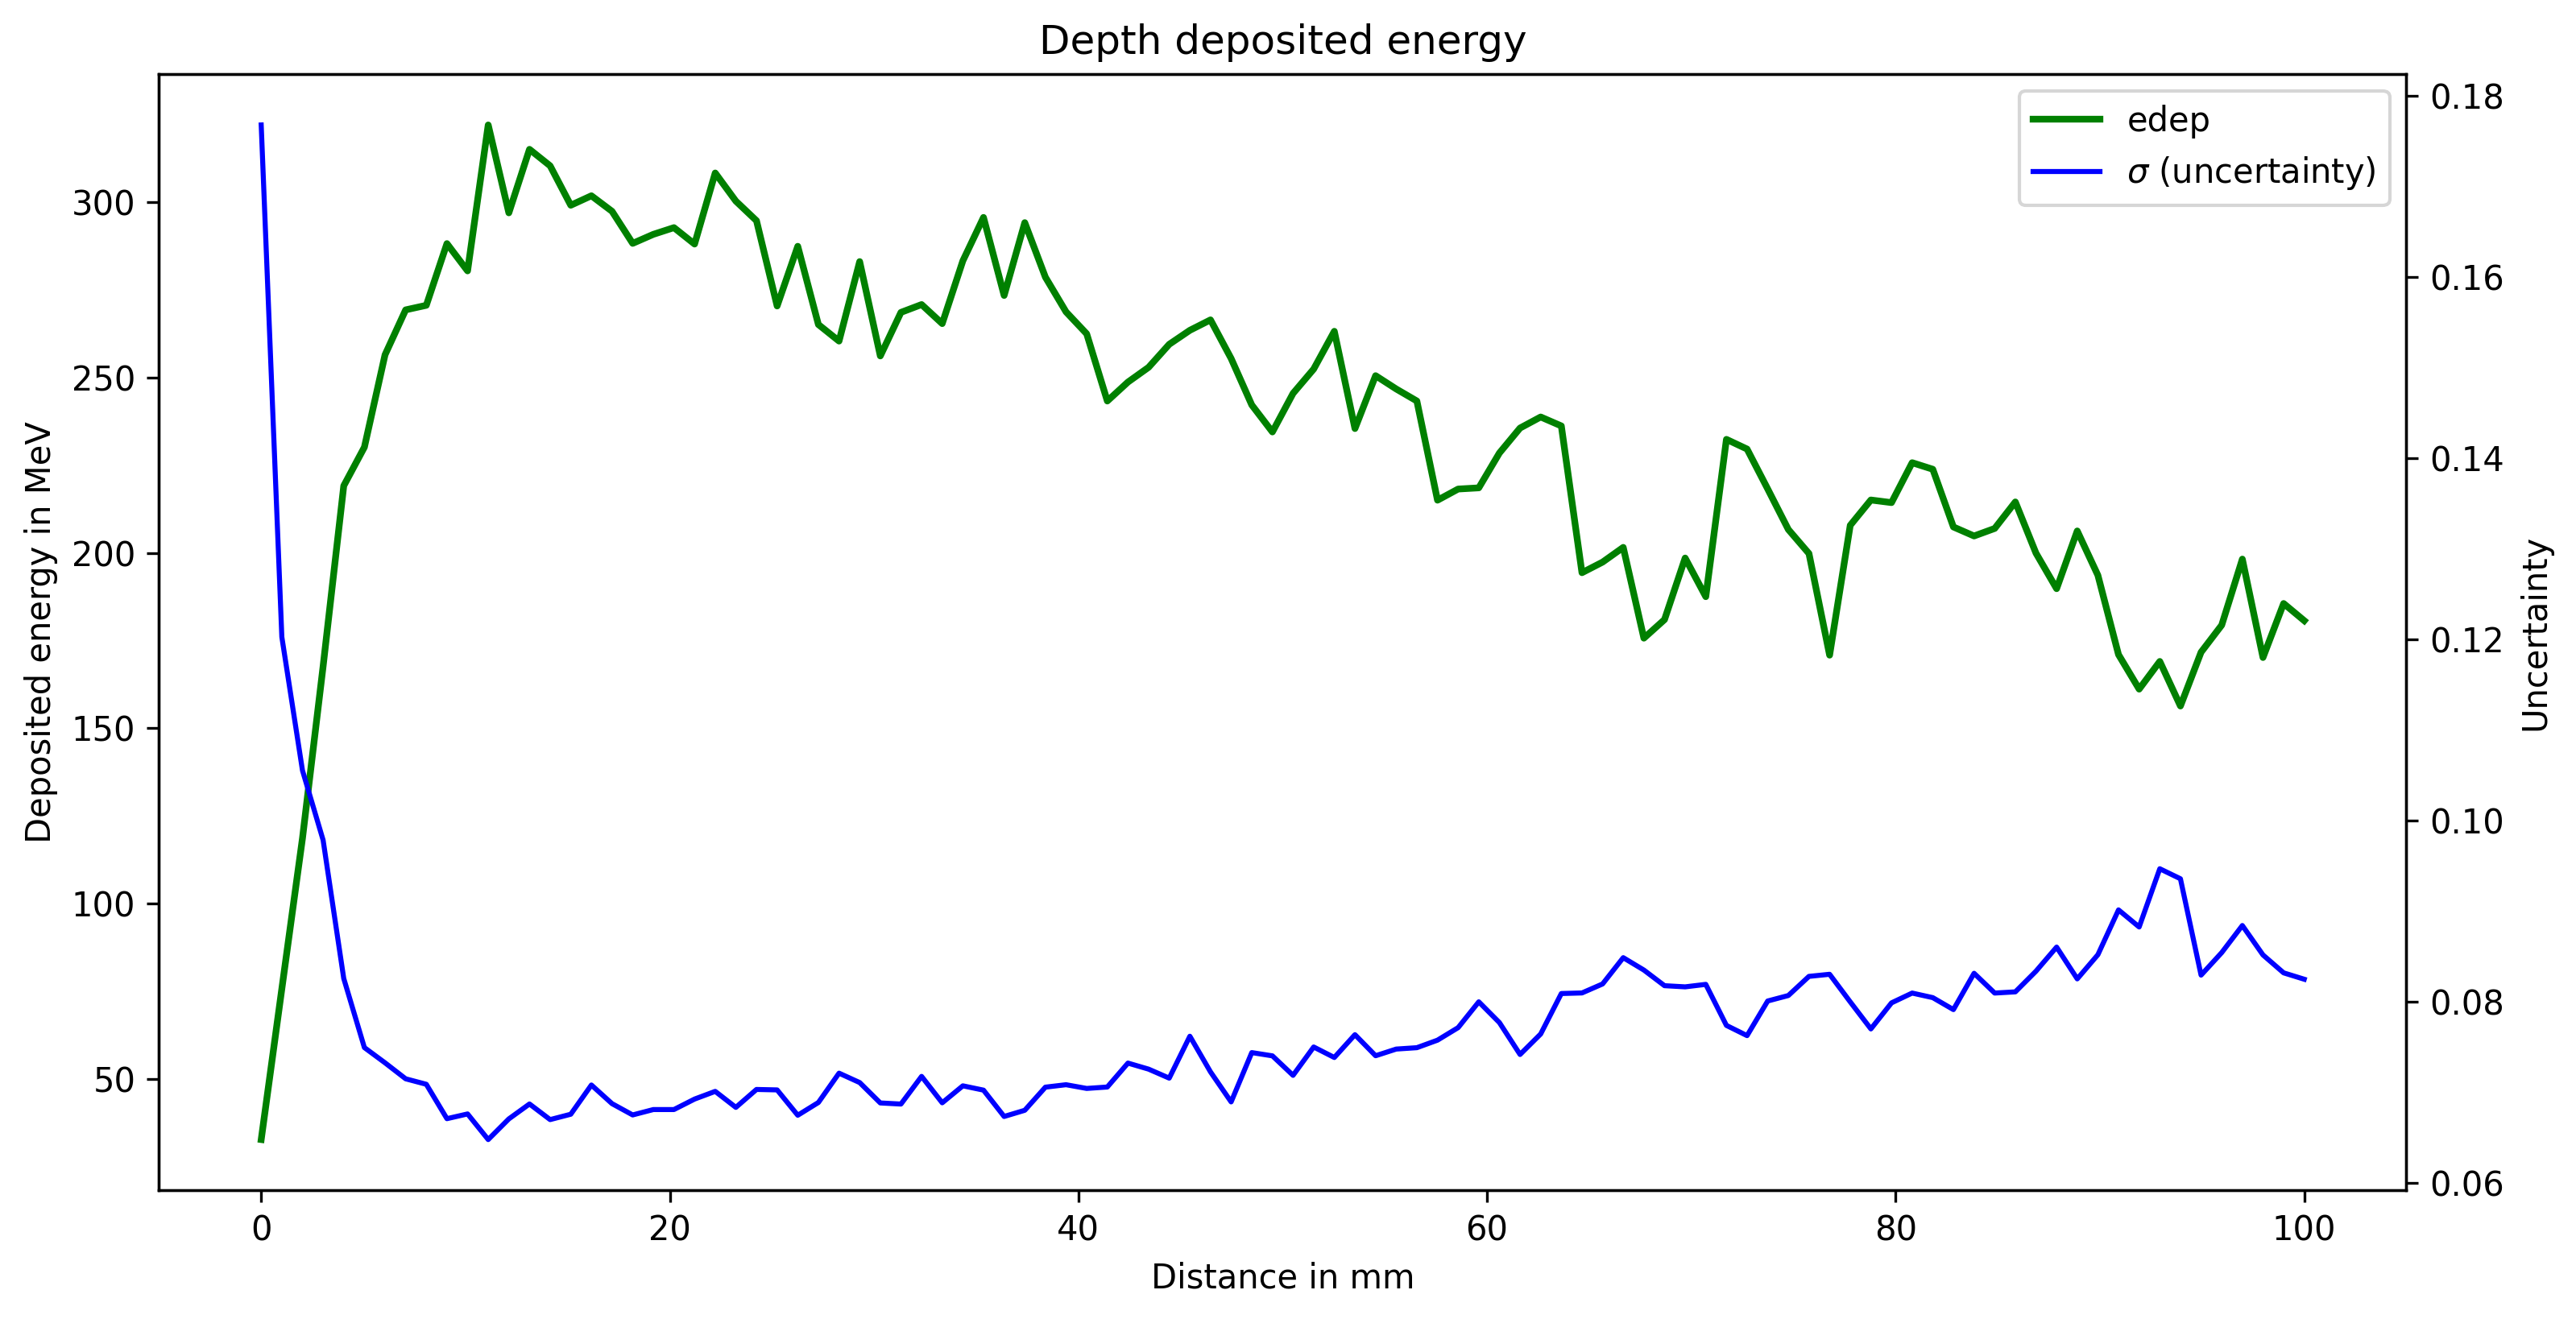 Depth deposited energy
edep
σ (uncertainty)
Deposited energy in MeV
300
250
200
150
100
50
0.18
0.16
0.14
0.12
0.10
0.08
0.06
Uncertainty
0 20 40 60 80 100
Distance in mm